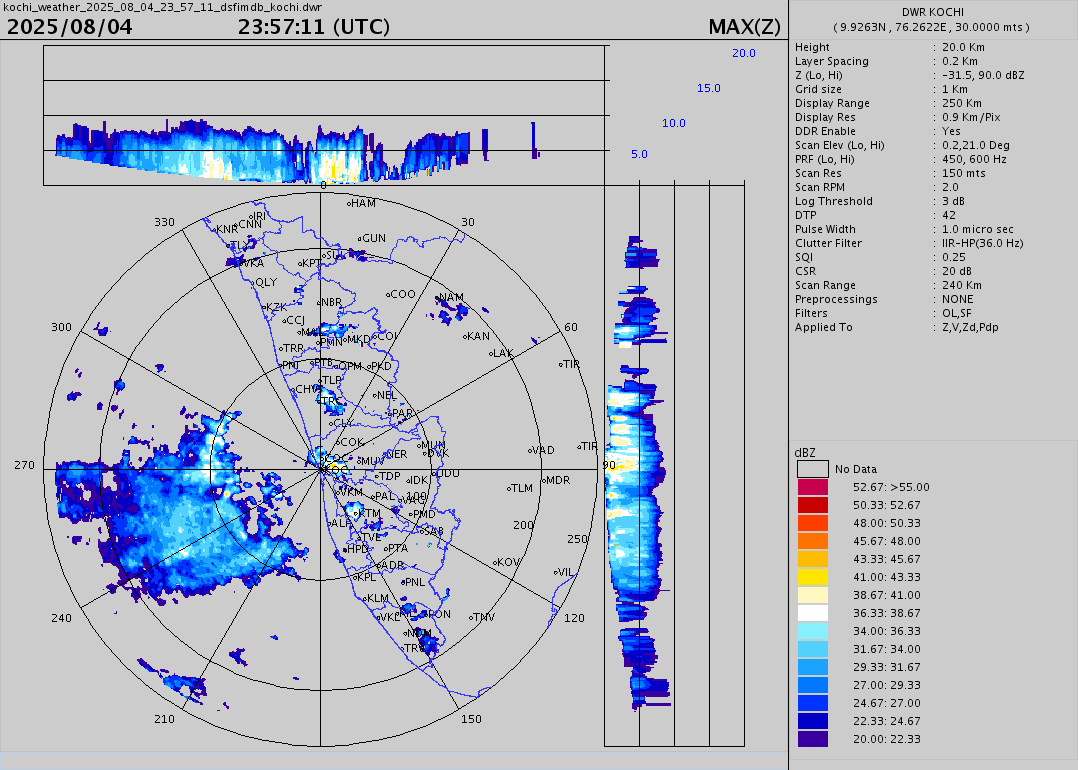 kochi_weather_2025_08_04_23_57_11_dsfimdb_kochi.dwr
2025/08/04 23:57:11 (UTC) MAX(Z)
20.0
15.0
10.0
5.0
0
330
30
300
60
270
90
240
120
210
150
100
200
250
HAM
IRI
CNN
KNR
GUN
TLY
VKA
KPT
QLY
COO
NAM
NBR
KZK
CCJ
KAN
PMN
MKD
COI
TRR
LAK
PNI
PTB
OPM
PKD
TIR
TLP
CHV
NEL
TRC
PAR
CLY
COK
MUN
TIR
NER
DVK
VAD
MUV
TDP
UDU
IDK
MDR
VKM
PAL
TLM
KTM
PMD
ALP
SAB
TVL
HPD
PTA
ADR
KOV
KPL
PNL
VIL
KLM
VKL
PON
TNV
DWR KOCHI
( 9.9263N , 76.2622E , 30.0000 mts )
Height : 20.0 Km
Layer Spacing : 0.2 Km
Z (Lo, Hi) : -31.5, 90.0 dBZ
Grid size : 1 Km
Display Range : 250 Km
Display Res : 0.9 Km/Pix
DDR Enable : Yes
Scan Elev (Lo, Hi) : 0.2,21.0 Deg
PRF (Lo, Hi) : 450, 600 Hz
Scan Res : 150 mts
Scan RPM : 2.0
Log Threshold : 3 dB
DTP : 42
Pulse Width : 1.0 micro sec
Clutter Filter : IIR-HP(36.0 Hz)
SQI : 0.25
CSR : 20 dB
Scan Range : 240 Km
Preprocessings : NONE
Filters : OL,SF
Applied To : Z,V,Zd,Pdp
dBZ
No Data
52.67: >55.00
50.33: 52.67
48.00: 50.33
45.67: 48.00
43.33: 45.67
41.00: 43.33
38.67: 41.00
36.33: 38.67
34.00: 36.33
31.67: 34.00
29.33: 31.67
27.00: 29.33
24.67: 27.00
22.33: 24.67
20.00: 22.33